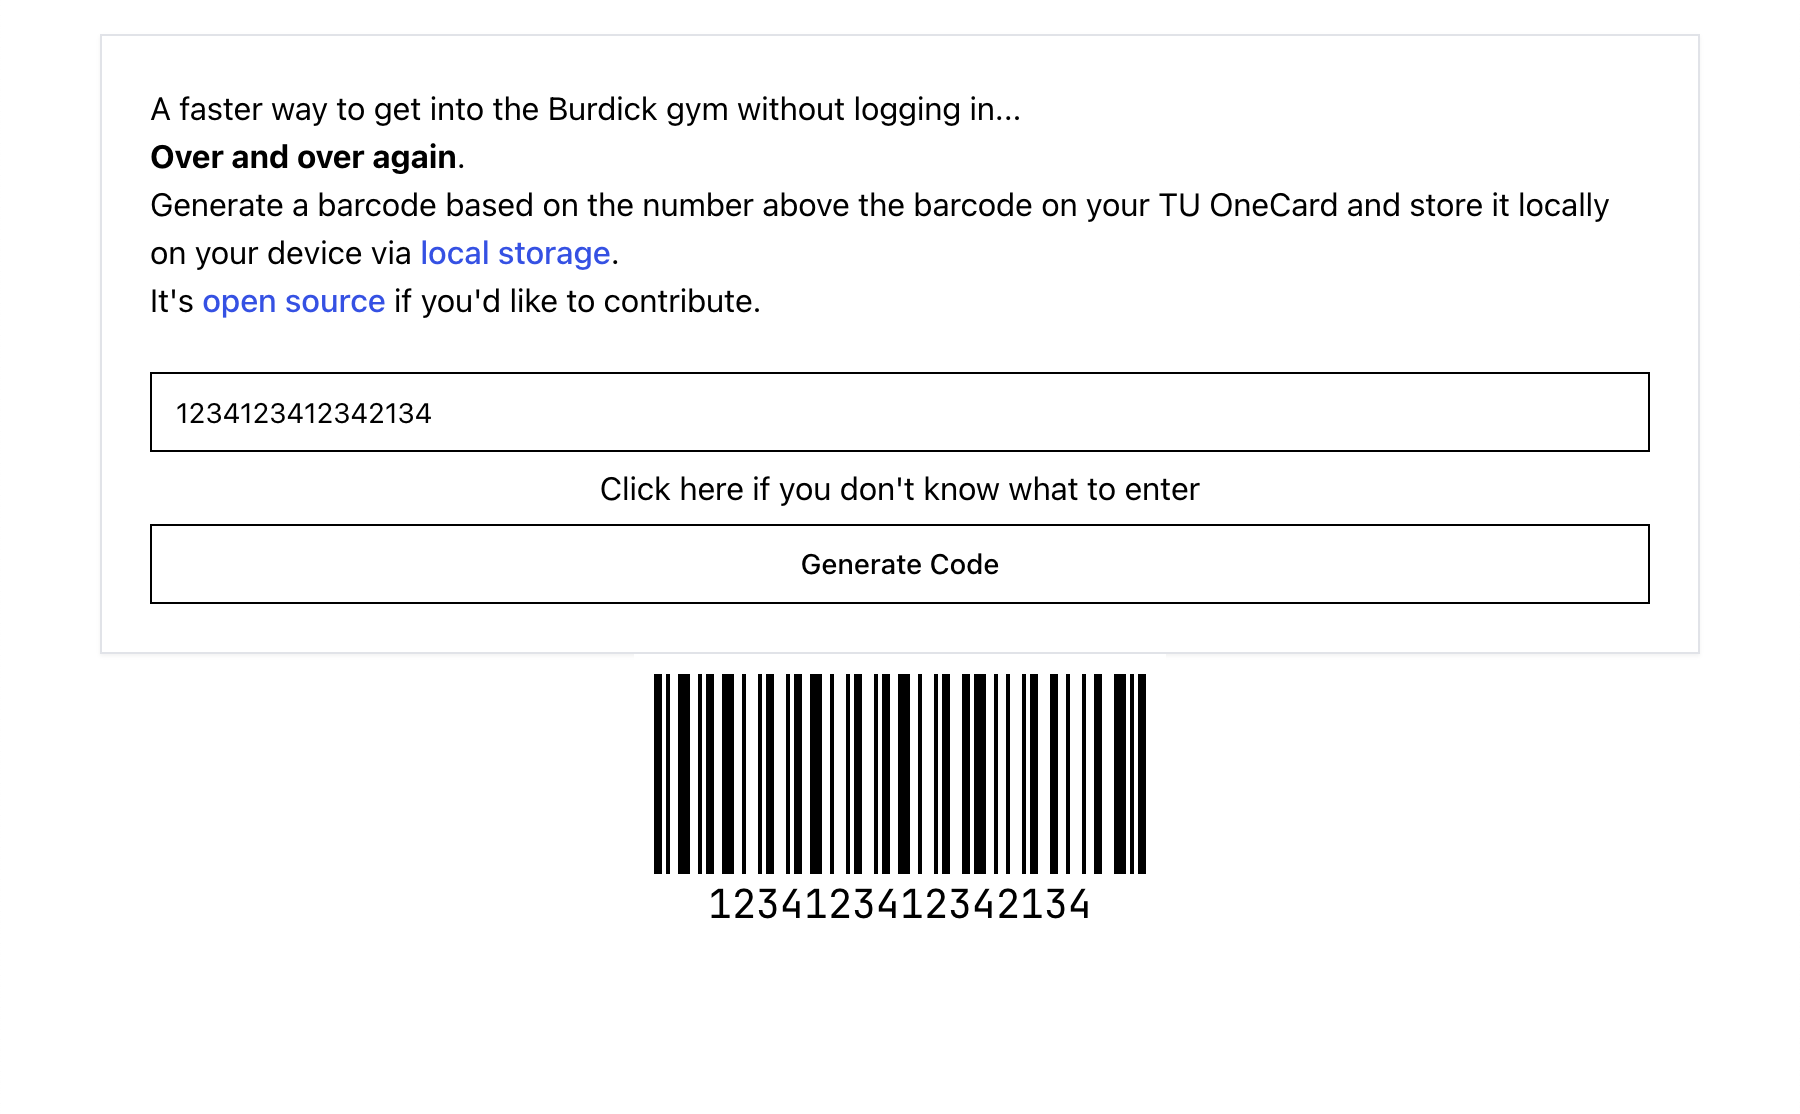 A faster way to get into the Burdick gym without logging in...
Over and over again.
Generate a barcode based on the number above the barcode on your TU OneCard and store it locally
on your device via local storage.
It's open source if you'd like to contribute.
1234123412342134
Click here if you don't know what to enter
Generate Code
1234123412342134